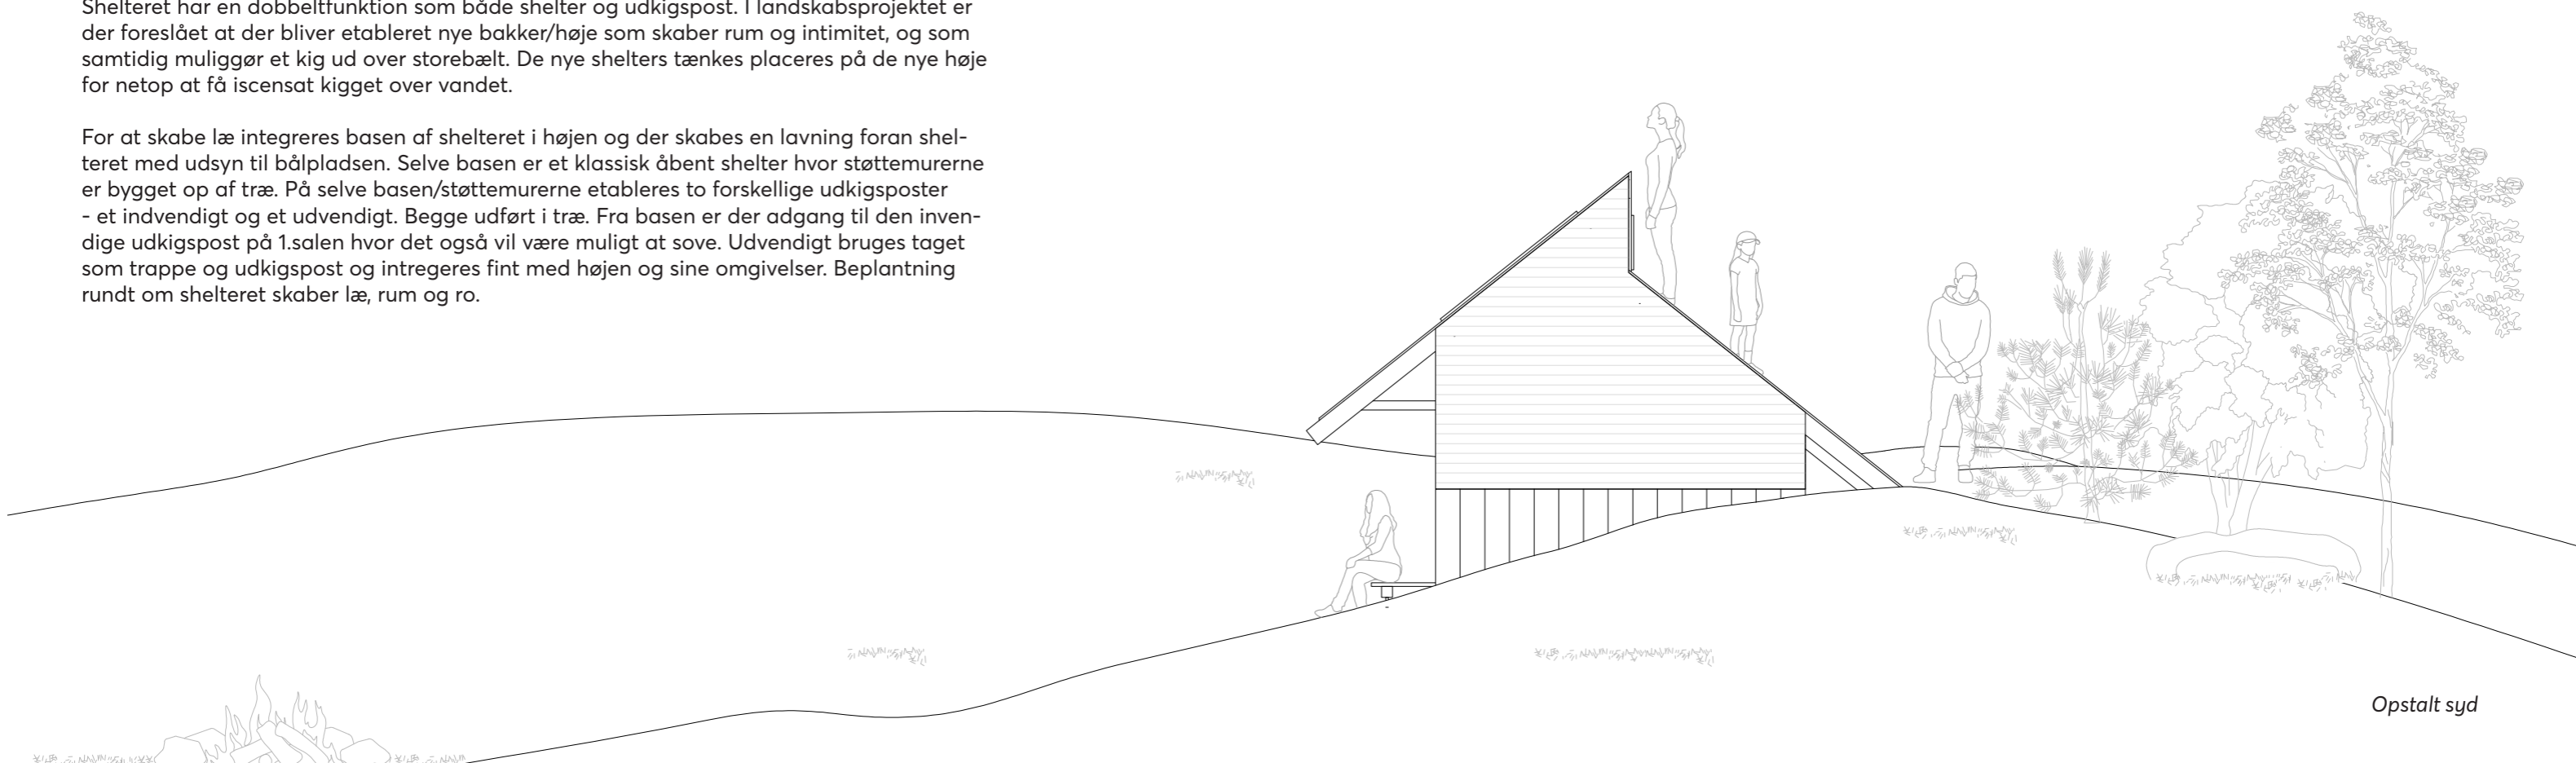 Shelteret har en dobbeltfunktion som både shelter og udkigspost. I landskabsprojektet er
der foreslået at der bliver etableret nye bakker/høje som skaber rum og intimitet, og som
samtidig muliggør et kig ud over storebælt. De nye shelters tænkes placeres på de nye høje
for netop at få iscensat kigget over vandet.
For at skabe læ integreres basen af shelteret i højen og der skabes en lavning foran shel-
teret med udsyn til bålpladsen. Selve basen er et klassisk åbent shelter hvor støttemurerne
er bygget op af træ. På selve basen/støttemurerne etableres to forskellige udkigsposter
- et indvendigt og et udvendigt. Begge udført i træ. Fra basen er der adgang til den inven-
dige udkigspost på 1.salen hvor det også vil være muligt at sove. Udvendigt bruges taget
som trappe og udkigspost og intregeres fint med højen og sine omgivelser. Beplantning
rundt om shelteret skaber læ, rum og ro.
Opstalt syd